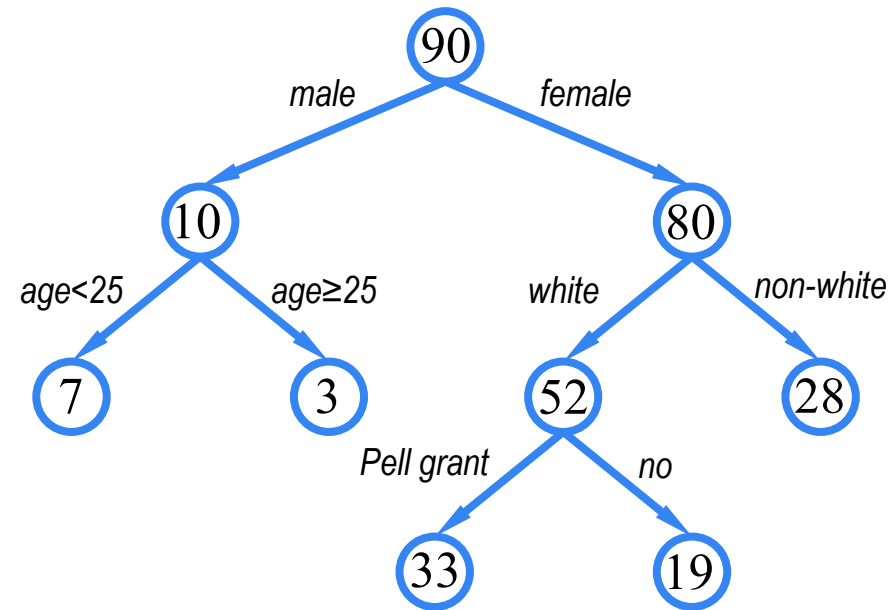 90
male
female
10
80
age<25
age≥25
white
non-white
7
3
52
28
Pell grant
no
33
19